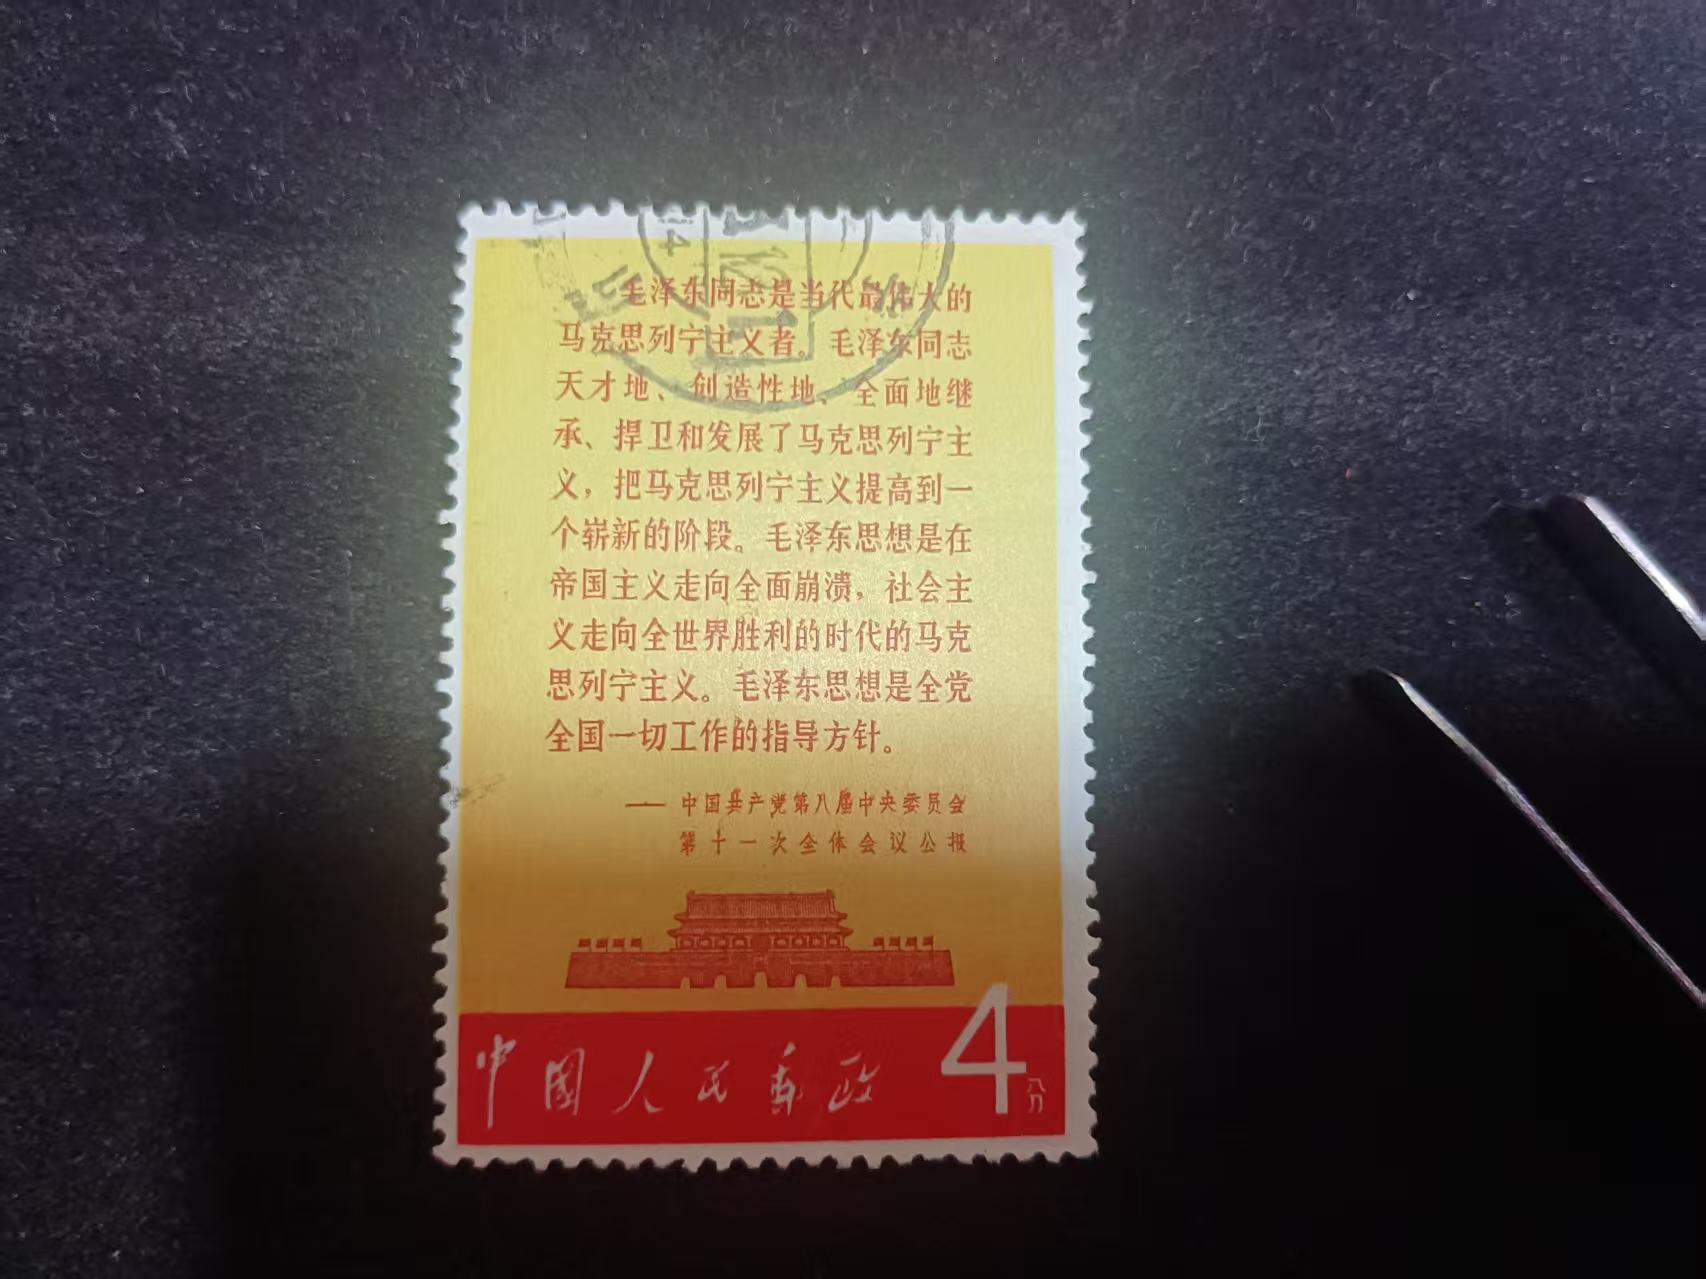 毛泽东同志是当代最伟大的
马克思列宁主义者。毛泽东同志
天才地、创造性地、全面地继
承、捍卫和发展了马克思列宁主
义，把马克思列宁主义提高到一
个崭新的阶段。毛泽东思想是在
帝国主义走向全面崩溃，社会主
义走向全世界胜利的时代的马克
思列宁主义。毛泽东思想是全党
全国一切工作的指导方针。
——中国共产党第八届中央委员会
第十一次全体会议公报
中國人民邮政
4八分